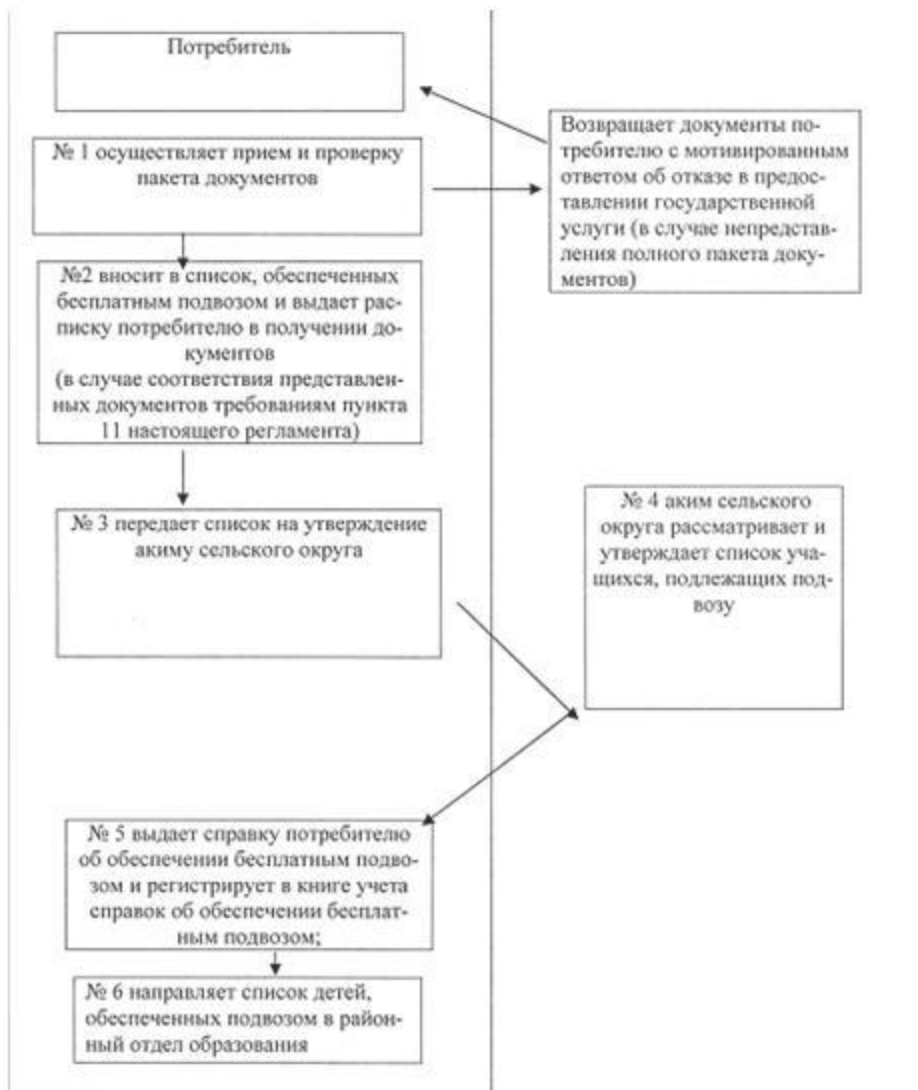 Потребитель
№ 1 осуществляет прием и проверку
пакета документов
Возвращает документы по-
требителю с мотивированным
ответом об отказе в предос-
тавлении государственной
услуги (в случае непредстав-
ления полного пакета доку-
ментов)
№2 вносит в список, обеспеченных
бесплатным подвозом и выдает рас-
писку потребителю в получении до-
кументов
(в случае соответствия представлен-
ных документов требованиям пункта
11 настоящего регламента)
№ 3 передает список на утверждение
акиму сельского округа
№ 4 аким сельского
округа рассматривает и
утверждает список уча-
щихся, подлежащих под-
возу
№ 5 выдает справку потребителю
об обеспечении бесплатным подво-
зом и регистрирует в книге учета
справок об обеспечении бесплат-
ным подвозом;
№ 6 направляет список детей,
обеспеченных подвозом в район-
ный отдел образования